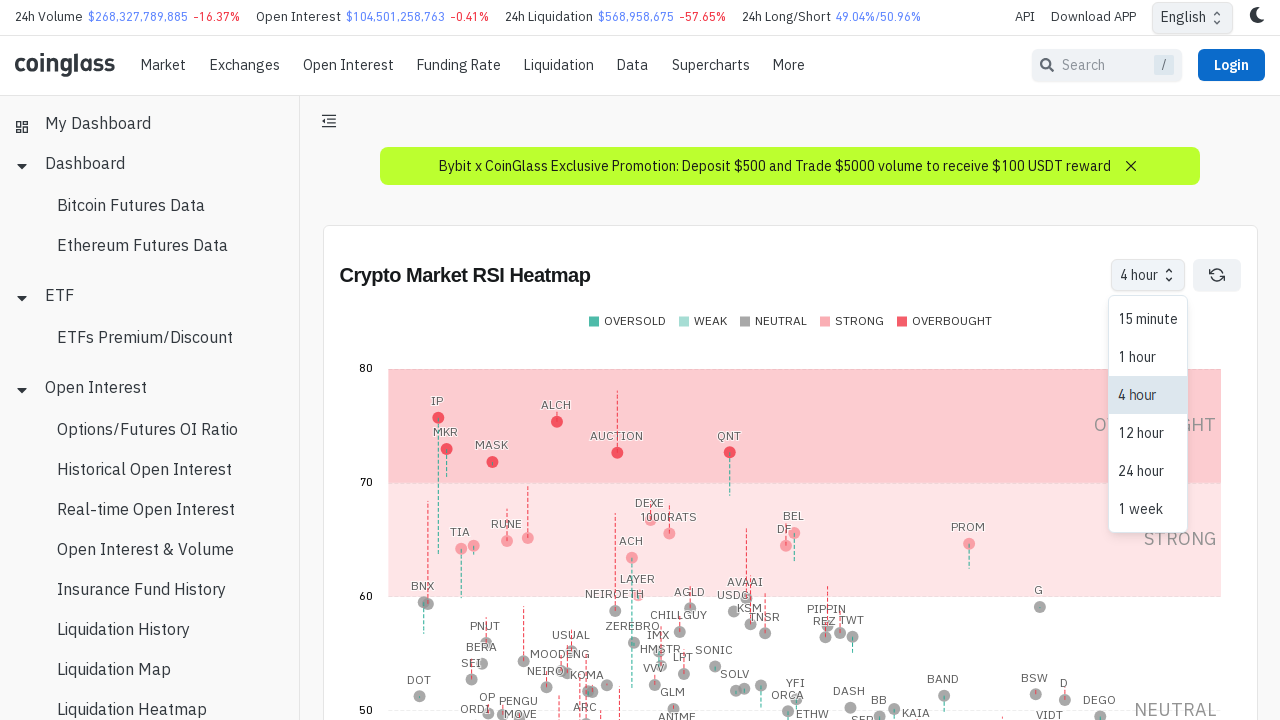 24h Volume $268,327,789,885 -16.37% Open Interest $104,501,258,763 -0.41% 24h Liquidation $568,958,675 -57.65% 24h Long/Short 49.04%/50.96% API Download APP English
coinglass Market Exchanges Open Interest Funding Rate Liquidation Data Supercharts More Search / Login
My Dashboard
Dashboard
Bitcoin Futures Data
Ethereum Futures Data
ETF
ETFs Premium/Discount
Open Interest
Options/Futures OI Ratio
Historical Open Interest
Real-time Open Interest
Open Interest & Volume
Insurance Fund History
Liquidation History
Liquidation Map
Liquidation Heatmap
Bybit x CoinGlass Exclusive Promotion: Deposit $500 and Trade $5000 volume to receive $100 USDT reward
Crypto Market RSI Heatmap
4 hour
15 minute
1 hour
4 hour
12 hour
24 hour
1 week
OVERSOLD WEAK NEUTRAL STRONG OVERBOUGHT
80
IP ALCH
MKR AUCTION QNT
MASK
70
DEXE
1000RATS BEL
TIA RUNE PROM
ACH
STRONG
LAYER
BNX NEIROETH AGLD AVAAI
60
USDC G
KSM PIPPIN
CHILLGUY TNSR REZ TWT
PNUT ZEREBRO
USUAL IMX
BERA HMSTR SONIC
MOODENG LPT
SEI NEIRO KOMA VVV SOLV
DOT YFI BAND BSW D
GLM ORCA DASH
OP PENGU BB DEGO
ORDI MOVE ARC ANIME ETHW KAIA VIDT
50
NEUTRAL